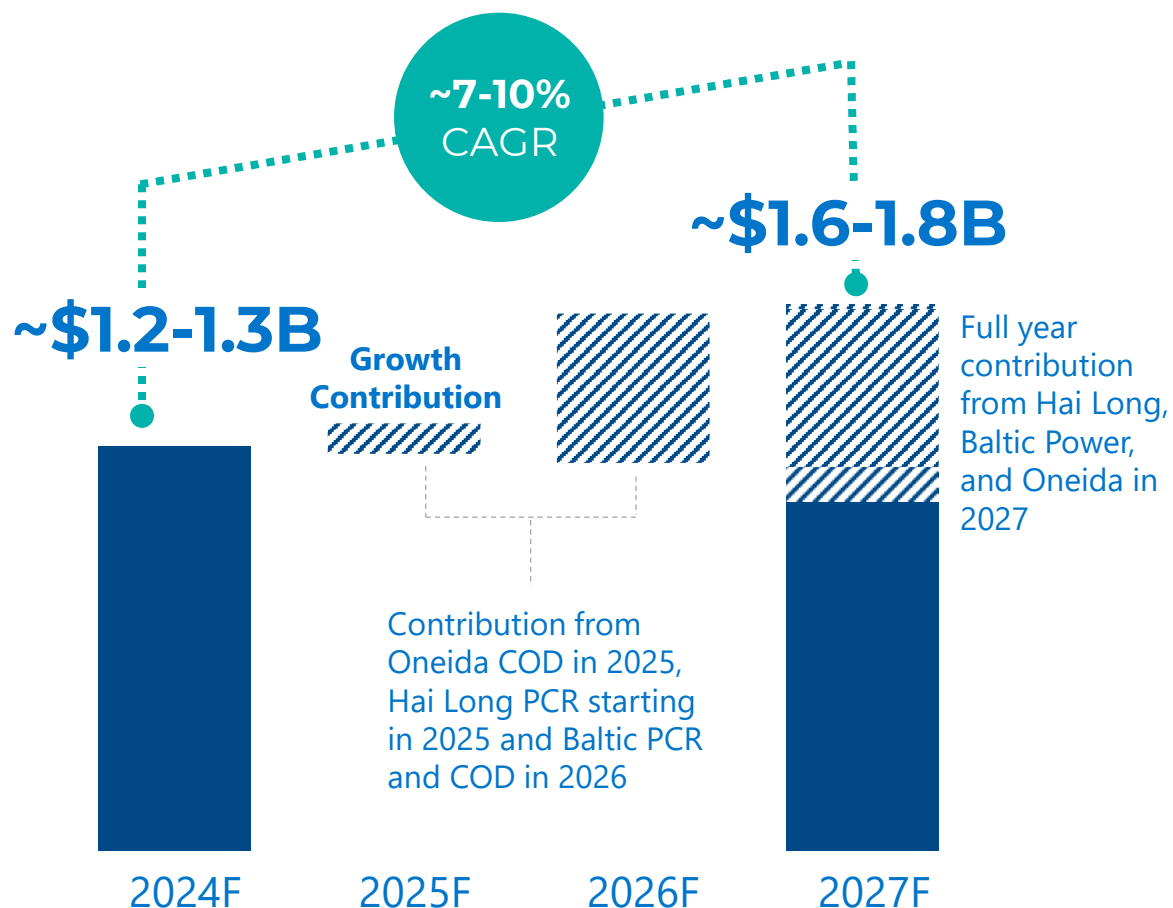 ~7-10%
CAGR
~$1.6-1.8B
~$1.2-1.3B
Growth
Contribution
Full year
contribution
from Hai Long,
Baltic Power,
and Oneida in
2027
Contribution from
Oneida COD in 2025,
Hai Long PCR starting
in 2025 and Baltic PCR
and COD in 2026
2024F
2025F
2026F
2027F